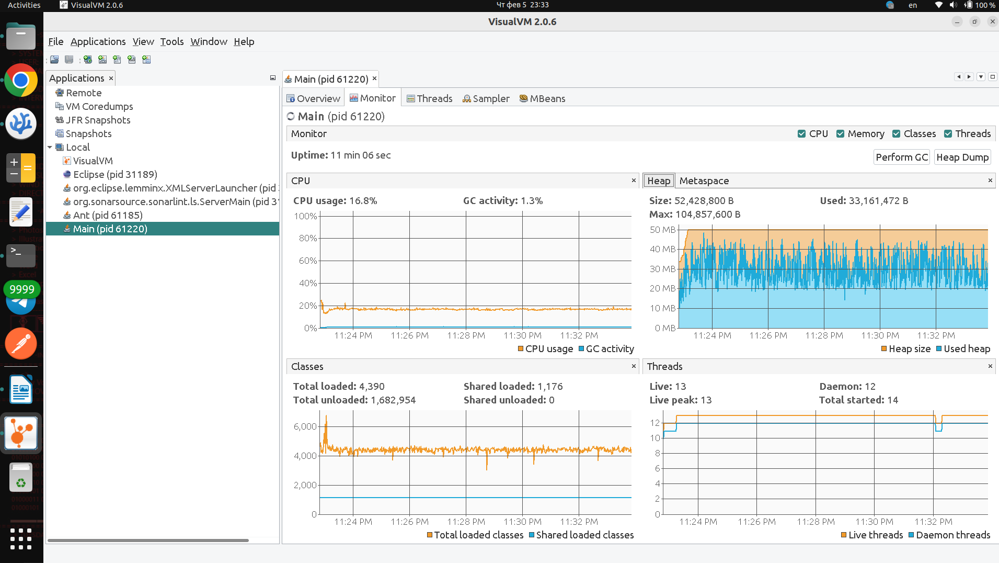 Activities
VisualVM 2.0.6
Чт фев 5 23:33
en
100 %
VisualVM 2.0.6
File Applications View Tools Window Help
Applications ×
Remote
VM Coredumps
JFR Snapshots
Snapshots
Local
VisualVM
Eclipse (pid 31189)
org.eclipse.lemminx.XMLServerLauncher (pid
org.sonarsource.sonarlint.ls.ServerMain (pid 31
Ant (pid 61185)
Main (pid 61220)
9999
Main (pid 61220) ×
Overview Monitor Threads Sampler MBeans
Main (pid 61220)
Monitor
CPU Memory Classes Threads
Uptime: 11 min 06 sec
Perform GC Heap Dump
CPU
CPU usage: 16.8% GC activity: 1.3%
100%
80%
60%
40%
20%
0%
11:24 PM 11:26 PM 11:28 PM 11:30 PM 11:32 PM
CPU usage GC activity
Heap Metaspace
Size: 52,428,800 B Used: 33,161,472 B
Max: 104,857,600 B
50 MB
40 MB
30 MB
20 MB
10 MB
0 MB
11:24 PM 11:26 PM 11:28 PM 11:30 PM 11:32 PM
Heap size Used heap
Classes
Total loaded: 4,390 Shared loaded: 1,176
Total unloaded: 1,682,954 Shared unloaded: 0
6,000
4,000
2,000
0
11:24 PM 11:26 PM 11:28 PM 11:30 PM 11:32 PM
Total loaded classes Shared loaded classes
Threads
Live: 13 Daemon: 12
Live peak: 13 Total started: 14
12
10
8
6
4
2
0
11:24 PM 11:26 PM 11:28 PM 11:30 PM 11:32 PM
Live threads Daemon threads